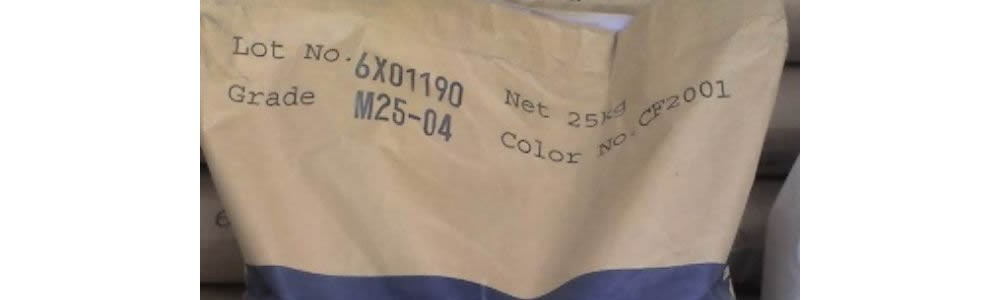 Lot No. 6X01190 Net 25kg
Grade M25-04 Color No. CF2001